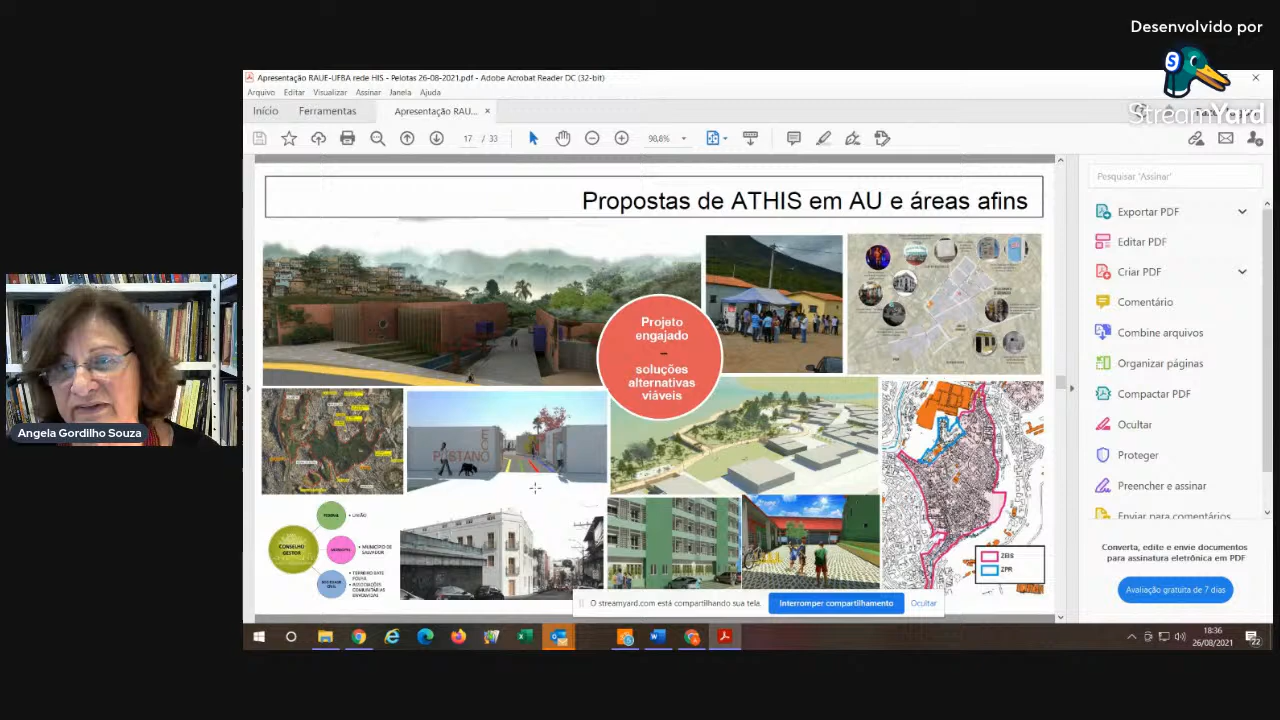 Desenvolvido por
StreamYard
Apresentação RAUE-UFBA rede HIS - Pelotas 26-08-2021.pdf - Adobe Acrobat Reader DC (32-bit)
Arquivo Editar Visualizar Assinar Janela Ajuda
Início Ferramentas Apresentação RAU... ×
17 / 33 98,8%
Pesquisar 'Assinar'
Propostas de ATHIS em AU e áreas afins
Projeto
engajado
–
soluções
alternativas
viáveis
CONSELHO
GESTOR
• UNIÃO
• MUNICÍPIO DE
SALVADOR
ZEIS
ZPR
Exportar PDF
Editar PDF
Criar PDF
Comentário
Combine arquivos
Organizar páginas
Compactar PDF
Ocultar
Proteger
Preencher e assinar
Enviar para comentários
Converta, edite e envie documentos
para assinatura eletrônica em PDF
Avaliação gratuita de 7 dias
Angela Gordilho Souza
O streamyard.com está compartilhando sua tela. Interromper compartilhamento Ocultar
18:36
26/08/2021
22